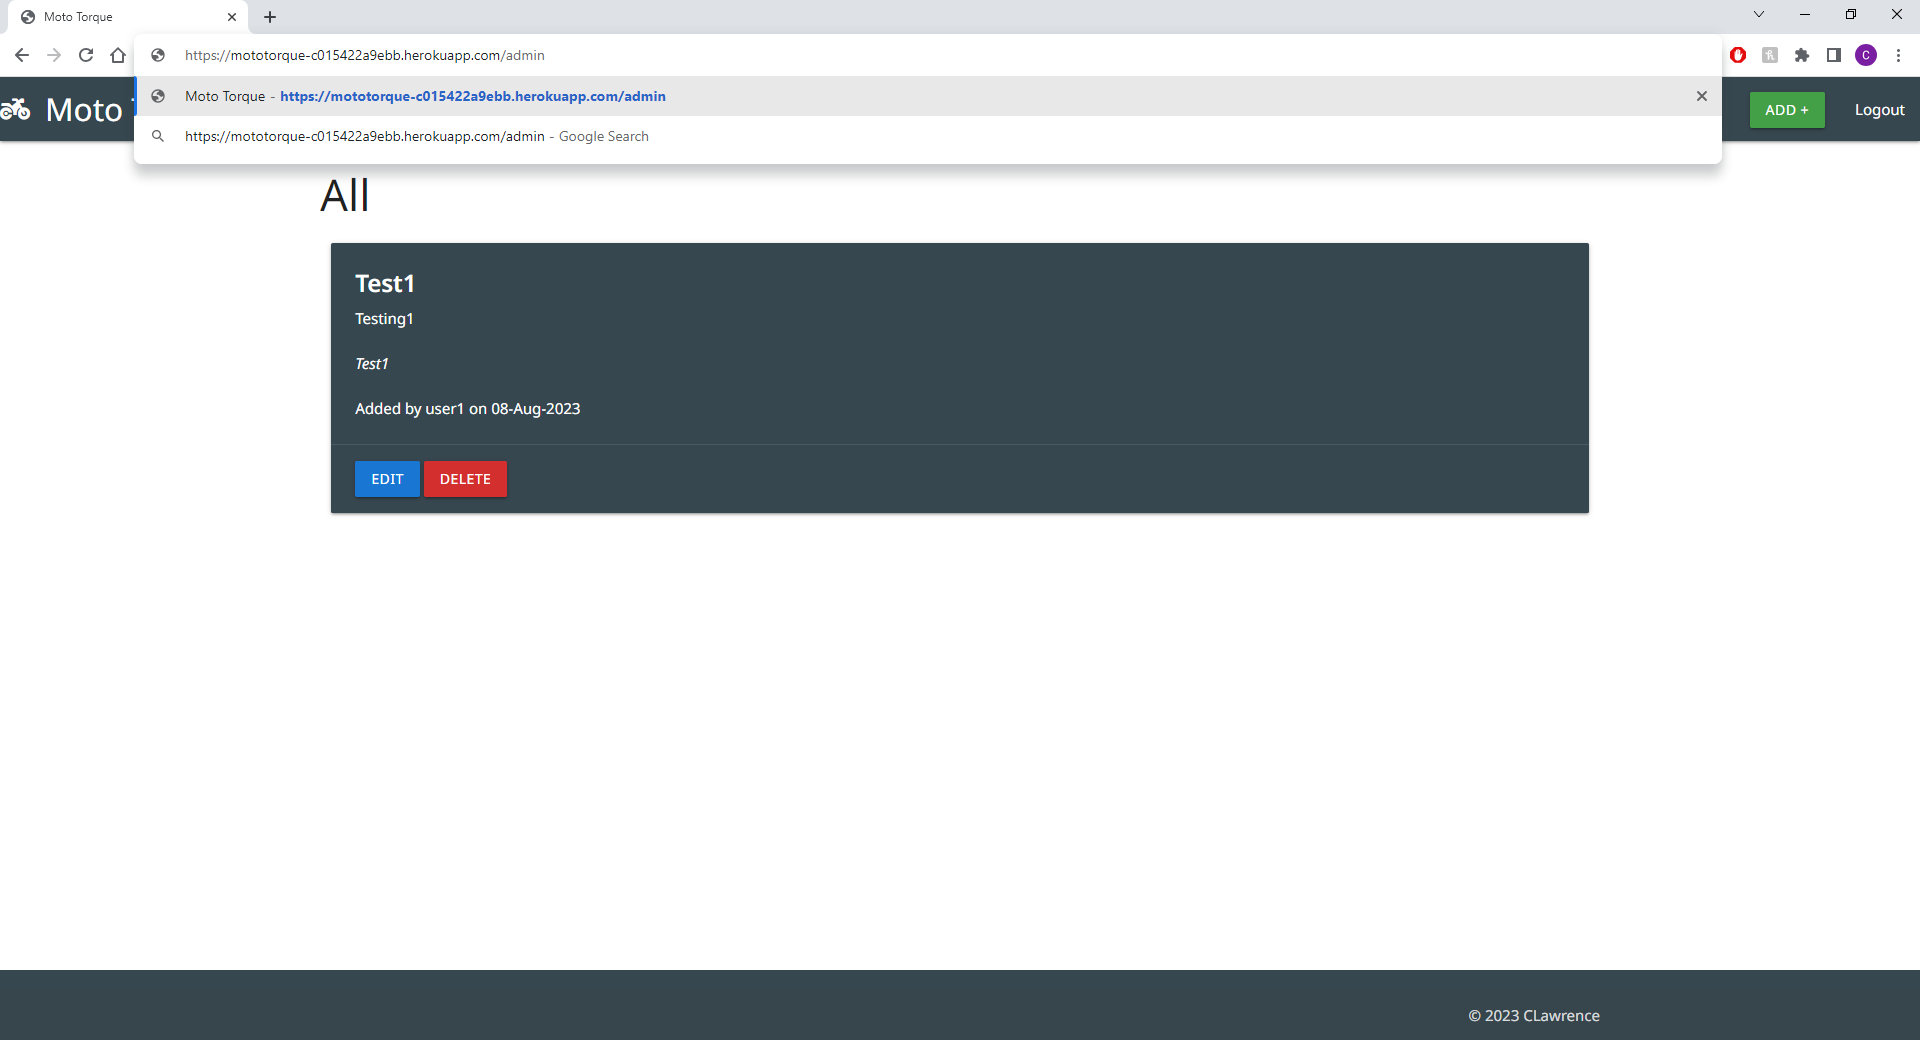 Moto Torque
https://mototorque-c015422a9ebb.herokuapp.com/admin
C
Moto Torque - https://mototorque-c015422a9ebb.herokuapp.com/admin
https://mototorque-c015422a9ebb.herokuapp.com/admin - Google Search
Moto
ADD +
Logout
All
Test1
Testing1
Test1
Added by user1 on 08-Aug-2023
EDIT
DELETE
© 2023 CLawrence